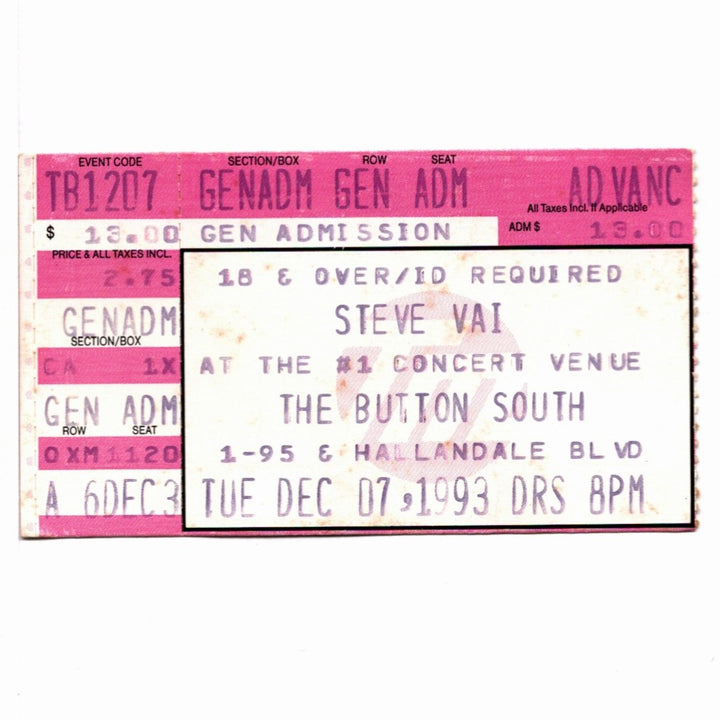 EVENT CODE SECTION/BOX ROW SEAT
TB1207 GENADM GEN ADM ADVANC
All Taxes Incl. If Applicable
$ 13.00 GEN ADMISSION ADM $ 13.00
PRICE & ALL TAXES INCL.
2.75
18 & OVER/ID REQUIRED
GENADM
SECTION/BOX
STEVE VAI
CA 1X
AT THE #1 CONCERT VENUE
GEN ADM
ROW SEAT
THE BUTTON SOUTH
0XM1120
1-95 & HALLANDALE BLVD
A 6DEC3
TUE DEC 07,1993 DRS 8PM